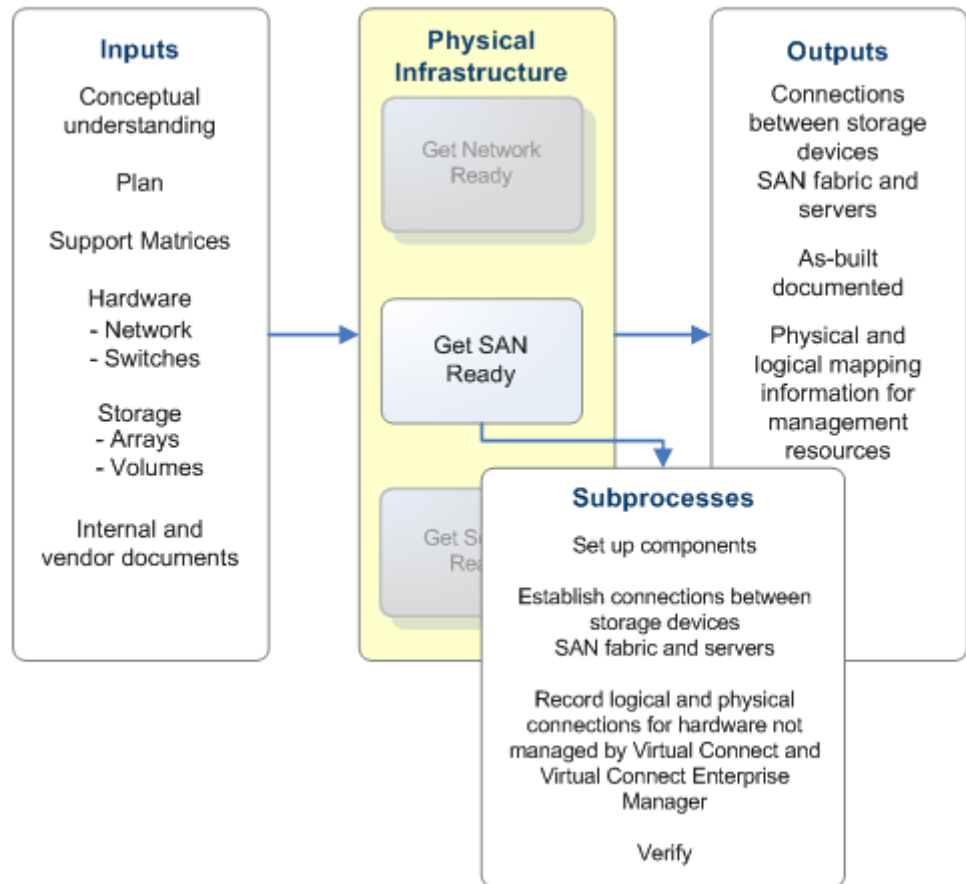 Inputs
Conceptual
understanding
Plan
Support Matrices
Hardware
- Network
- Switches
Storage
- Arrays
- Volumes
Internal and
vendor documents
Physical
Infrastructure
Get Network
Ready
Get SAN
Ready
Get
Outputs
Connections
between storage
devices
SAN fabric and
servers
As-built
documented
Physical and
logical mapping
information for
management
resources
Subprocesses
Set up components
Establish connections between
storage devices
SAN fabric and servers
Record logical and physical
connections for hardware not
managed by Virtual Connect and
Virtual Connect Enterprise
Manager
Verify